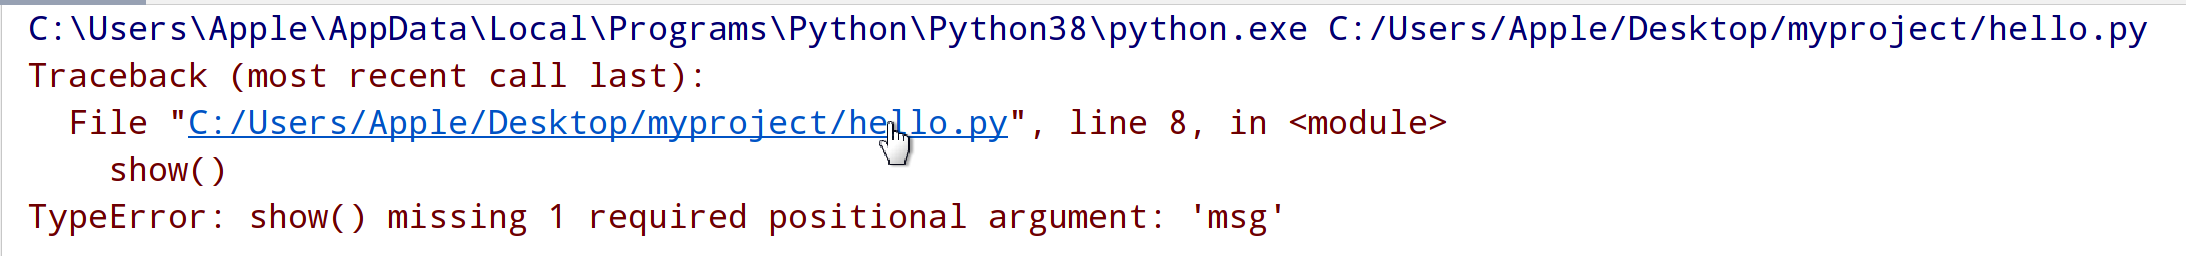 C:\Users\Apple\AppData\Local\Programs\Python\Python38\python.exe C:/Users/Apple/Desktop/myproject/hello.py
Traceback (most recent call last):
  File "C:/Users/Apple/Desktop/myproject/hello.py", line 8, in <module>
    show()
TypeError: show() missing 1 required positional argument: 'msg'